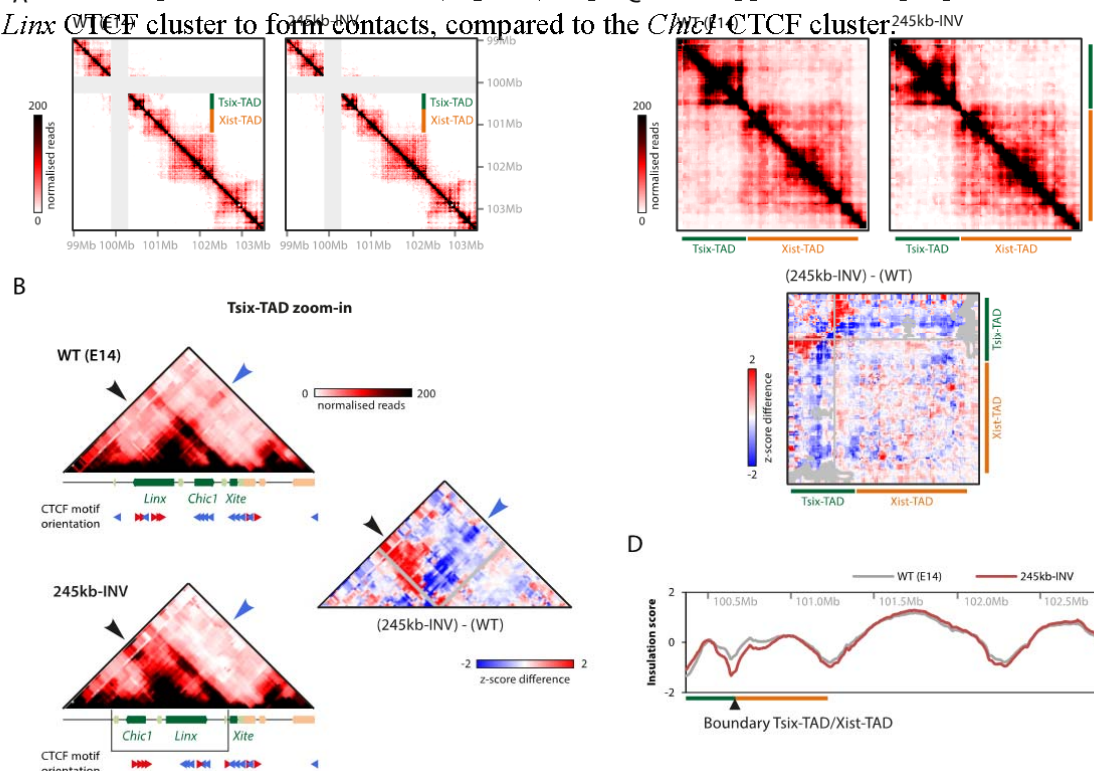 WT (E14)
245kb-INV
WT (E14)
245kb-INV
Linx CTCF cluster to form contacts, compared to the Chic1 CTCF cluster.
99Mb
100Mb
101Mb
102Mb
103Mb
200
0
normalised reads
Tsix-TAD
Xist-TAD
Tsix-TAD
Xist-TAD
99Mb 100Mb 101Mb 102Mb 103Mb
99Mb 100Mb 101Mb 102Mb 103Mb
200
0
normalised reads
Tsix-TAD Xist-TAD
Tsix-TAD Xist-TAD
(245kb-INV) - (WT)
2
-2
z-score difference
Tsix-TAD
Xist-TAD
Tsix-TAD Xist-TAD
B
Tsix-TAD zoom-in
WT (E14)
0 200
normalised reads
Linx Chic1 Xite
CTCF motif
orientation
245kb-INV
Chic1 Linx Xite
CTCF motif
orientation
(245kb-INV) - (WT)
-2 2
z-score difference
D
WT (E14) 245kb-INV
100.5Mb 101.0Mb 101.5Mb 102.0Mb 102.5Mb
2
0
-2
Insulation score
Boundary Tsix-TAD/Xist-TAD